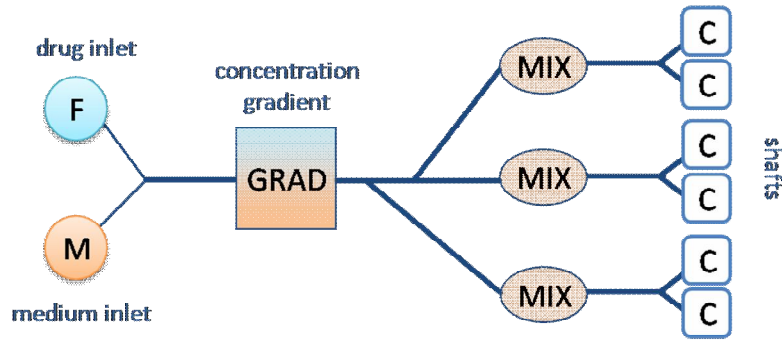 drug inlet
F
concentration
gradient
GRAD
M
medium inlet
MIX
C
C
MIX
C
C
MIX
C
C
shafts